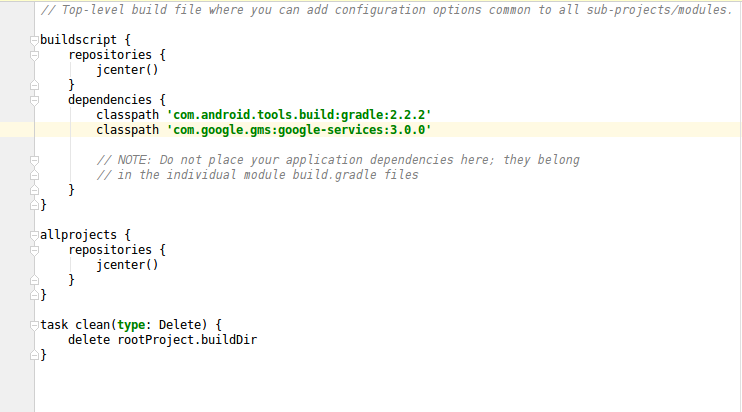 // Top-level build file where you can add configuration options common to all sub-projects/modules.
buildscript {
repositories {
jcenter()
}
dependencies {
classpath 'com.android.tools.build:gradle:2.2.2'
classpath 'com.google.gms:google-services:3.0.0'
// NOTE: Do not place your application dependencies here; they belong
// in the individual module build.gradle files
}
}
allprojects {
repositories {
jcenter()
}
}
task clean(type: Delete) {
delete rootProject.buildDir
}